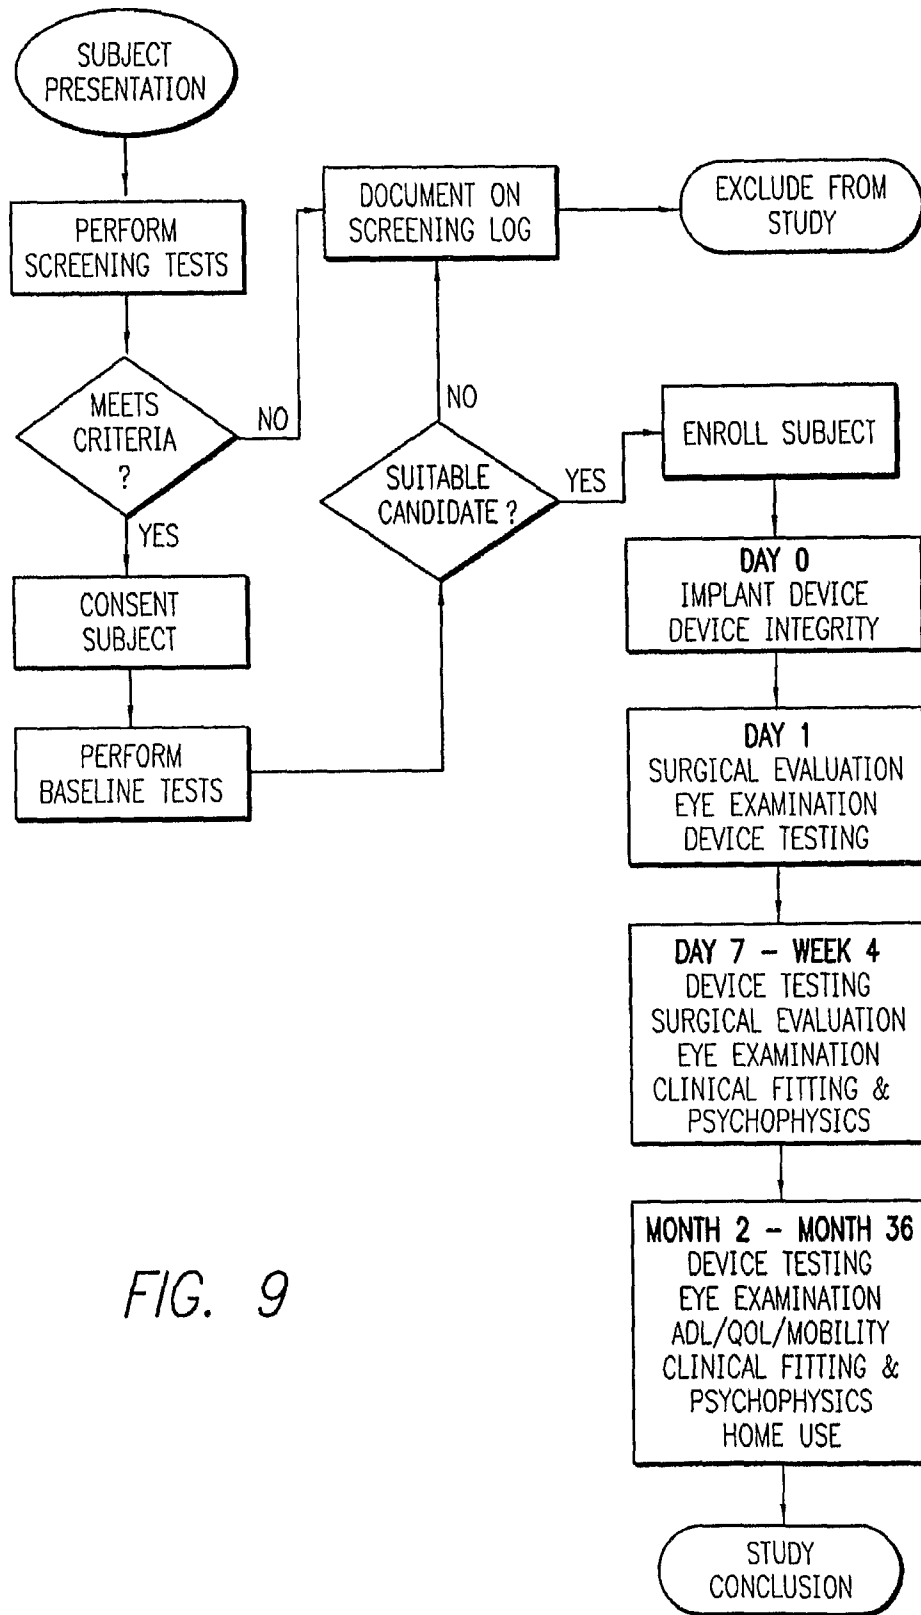 SUBJECT
PRESENTATION
PERFORM
SCREENING TESTS
MEETS
CRITERIA
?
NO
YES
CONSENT
SUBJECT
PERFORM
BASELINE TESTS
DOCUMENT ON
SCREENING LOG
EXCLUDE FROM
STUDY
NO
SUITABLE
CANDIDATE ?
YES
ENROLL SUBJECT
DAY 0
IMPLANT DEVICE
DEVICE INTEGRITY
DAY 1
SURGICAL EVALUATION
EYE EXAMINATION
DEVICE TESTING
DAY 7 – WEEK 4
DEVICE TESTING
SURGICAL EVALUATION
EYE EXAMINATION
CLINICAL FITTING &
PSYCHOPHYSICS
MONTH 2 – MONTH 36
DEVICE TESTING
EYE EXAMINATION
ADL/QOL/MOBILITY
CLINICAL FITTING &
PSYCHOPHYSICS
HOME USE
STUDY
CONCLUSION
FIG. 9